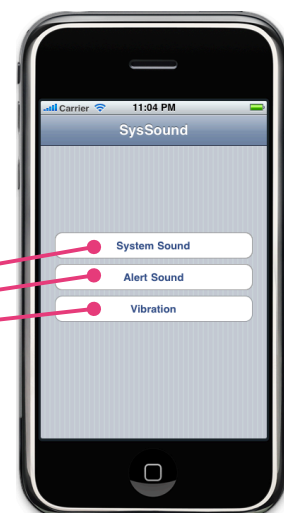 Carrier 11:04 PM
SysSound
System Sound
Alert Sound
Vibration